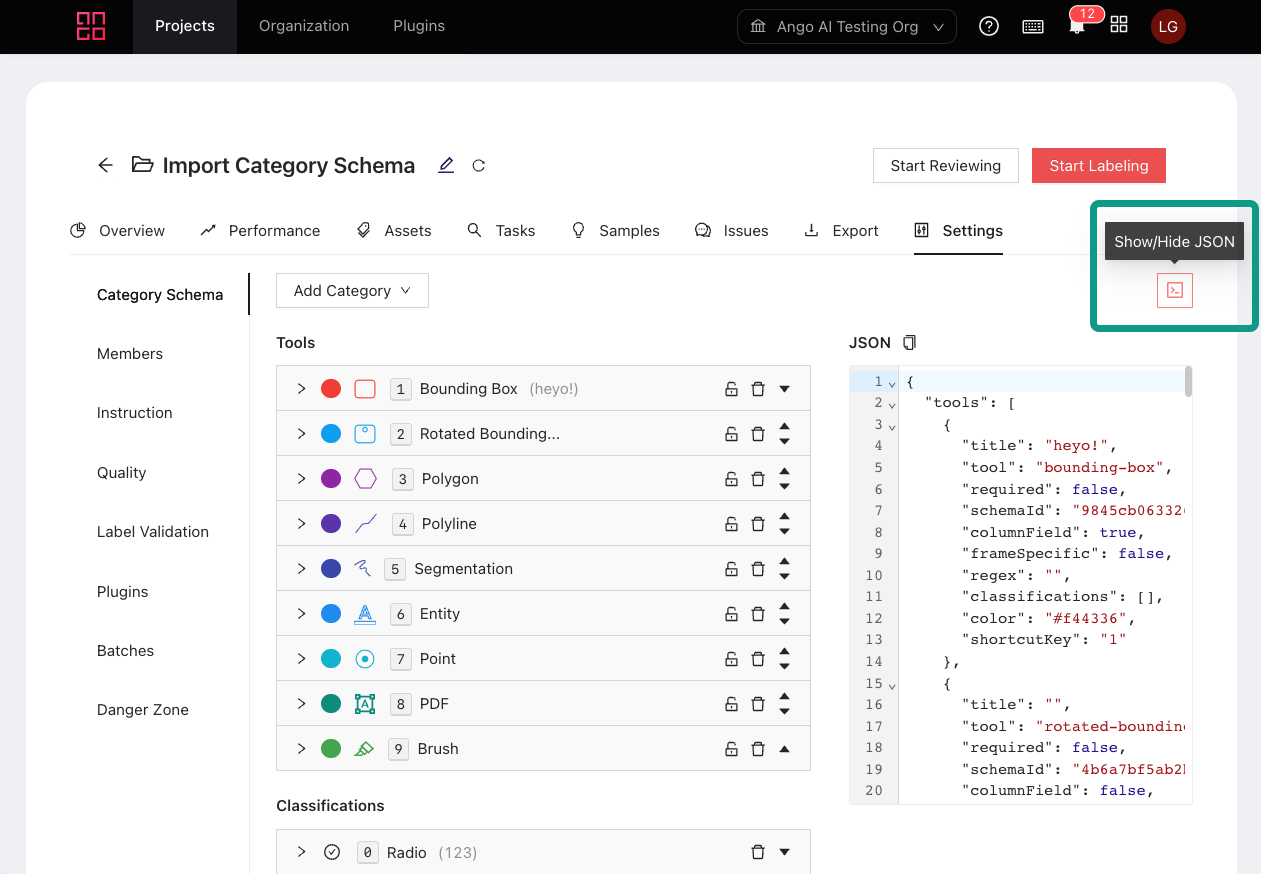 Projects Organization Plugins Ango AI Testing Org 12 LG
Import Category Schema Start Reviewing Start Labeling
Overview Performance Assets Tasks Samples Issues Export Settings
Show/Hide JSON
Category Schema
Members
Instruction
Quality
Label Validation
Plugins
Batches
Danger Zone
Add Category
Tools
1 Bounding Box (heyo!)
2 Rotated Bounding...
3 Polygon
4 Polyline
5 Segmentation
6 Entity
7 Point
8 PDF
9 Brush
Classifications
0 Radio (123)
JSON
1 {
2 "tools": [
3 {
4 "title": "heyo!",
5 "tool": "bounding-box",
6 "required": false,
7 "schemaId": "9845cb063326
8 "columnField": true,
9 "frameSpecific": false,
10 "regex": "",
11 "classifications": [],
12 "color": "#f44336",
13 "shortcutKey": "1"
14 },
15 {
16 "title": "",
17 "tool": "rotated-bounding
18 "required": false,
19 "schemaId": "4b6a7bf5ab2
20 "columnField": false,